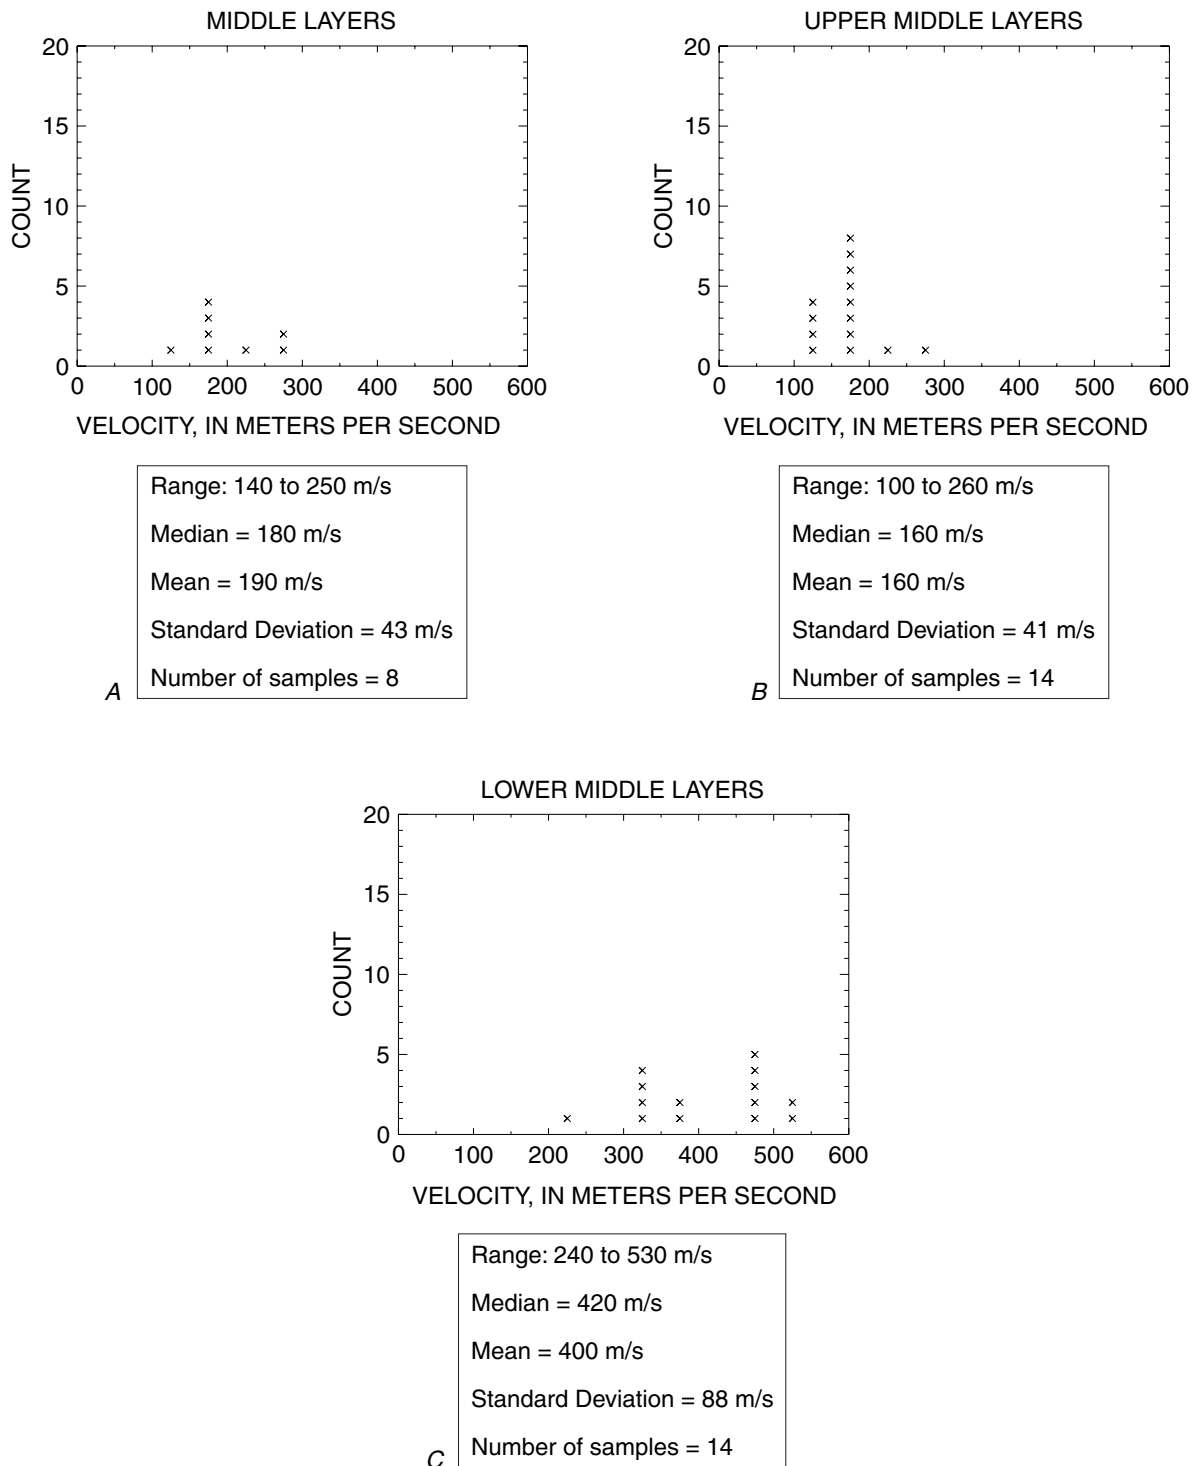 MIDDLE LAYERS
20
15
10
5
0
COUNT
0 100 200 300 400 500 600
VELOCITY, IN METERS PER SECOND
Range: 140 to 250 m/s
Median = 180 m/s
Mean = 190 m/s
Standard Deviation = 43 m/s
Number of samples = 8
A
UPPER MIDDLE LAYERS
20
15
10
5
0
COUNT
0 100 200 300 400 500 600
VELOCITY, IN METERS PER SECOND
Range: 100 to 260 m/s
Median = 160 m/s
Mean = 160 m/s
Standard Deviation = 41 m/s
Number of samples = 14
B
LOWER MIDDLE LAYERS
20
15
10
5
0
COUNT
0 100 200 300 400 500 600
VELOCITY, IN METERS PER SECOND
Range: 240 to 530 m/s
Median = 420 m/s
Mean = 400 m/s
Standard Deviation = 88 m/s
Number of samples = 14
C